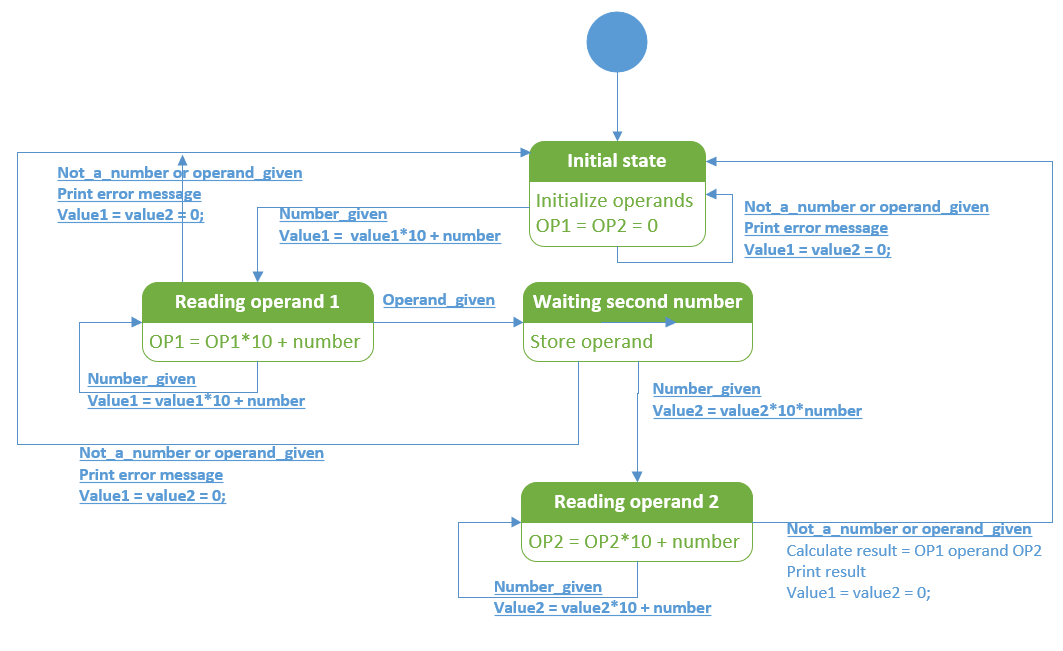 Initial state
Initialize operands
OP1 = OP2 = 0
Not_a_number or operand_given
Print error message
Value1 = value2 = 0;
Number_given
Value1 =  value1*10 + number
Not_a_number or operand_given
Print error message
Value1 = value2 = 0;
Reading operand 1
OP1 = OP1*10 + number
Operand_given
Waiting second number
Store operand
Number_given
Value1 = value1*10 + number
Number_given
Value2 = value2*10*number
Not_a_number or operand_given
Print error message
Value1 = value2 = 0;
Reading operand 2
OP2 = OP2*10 + number
Not_a_number or operand_given
Calculate result = OP1 operand OP2
Print result
Value1 = value2 = 0;
Number_given
Value2 = value2*10 + number